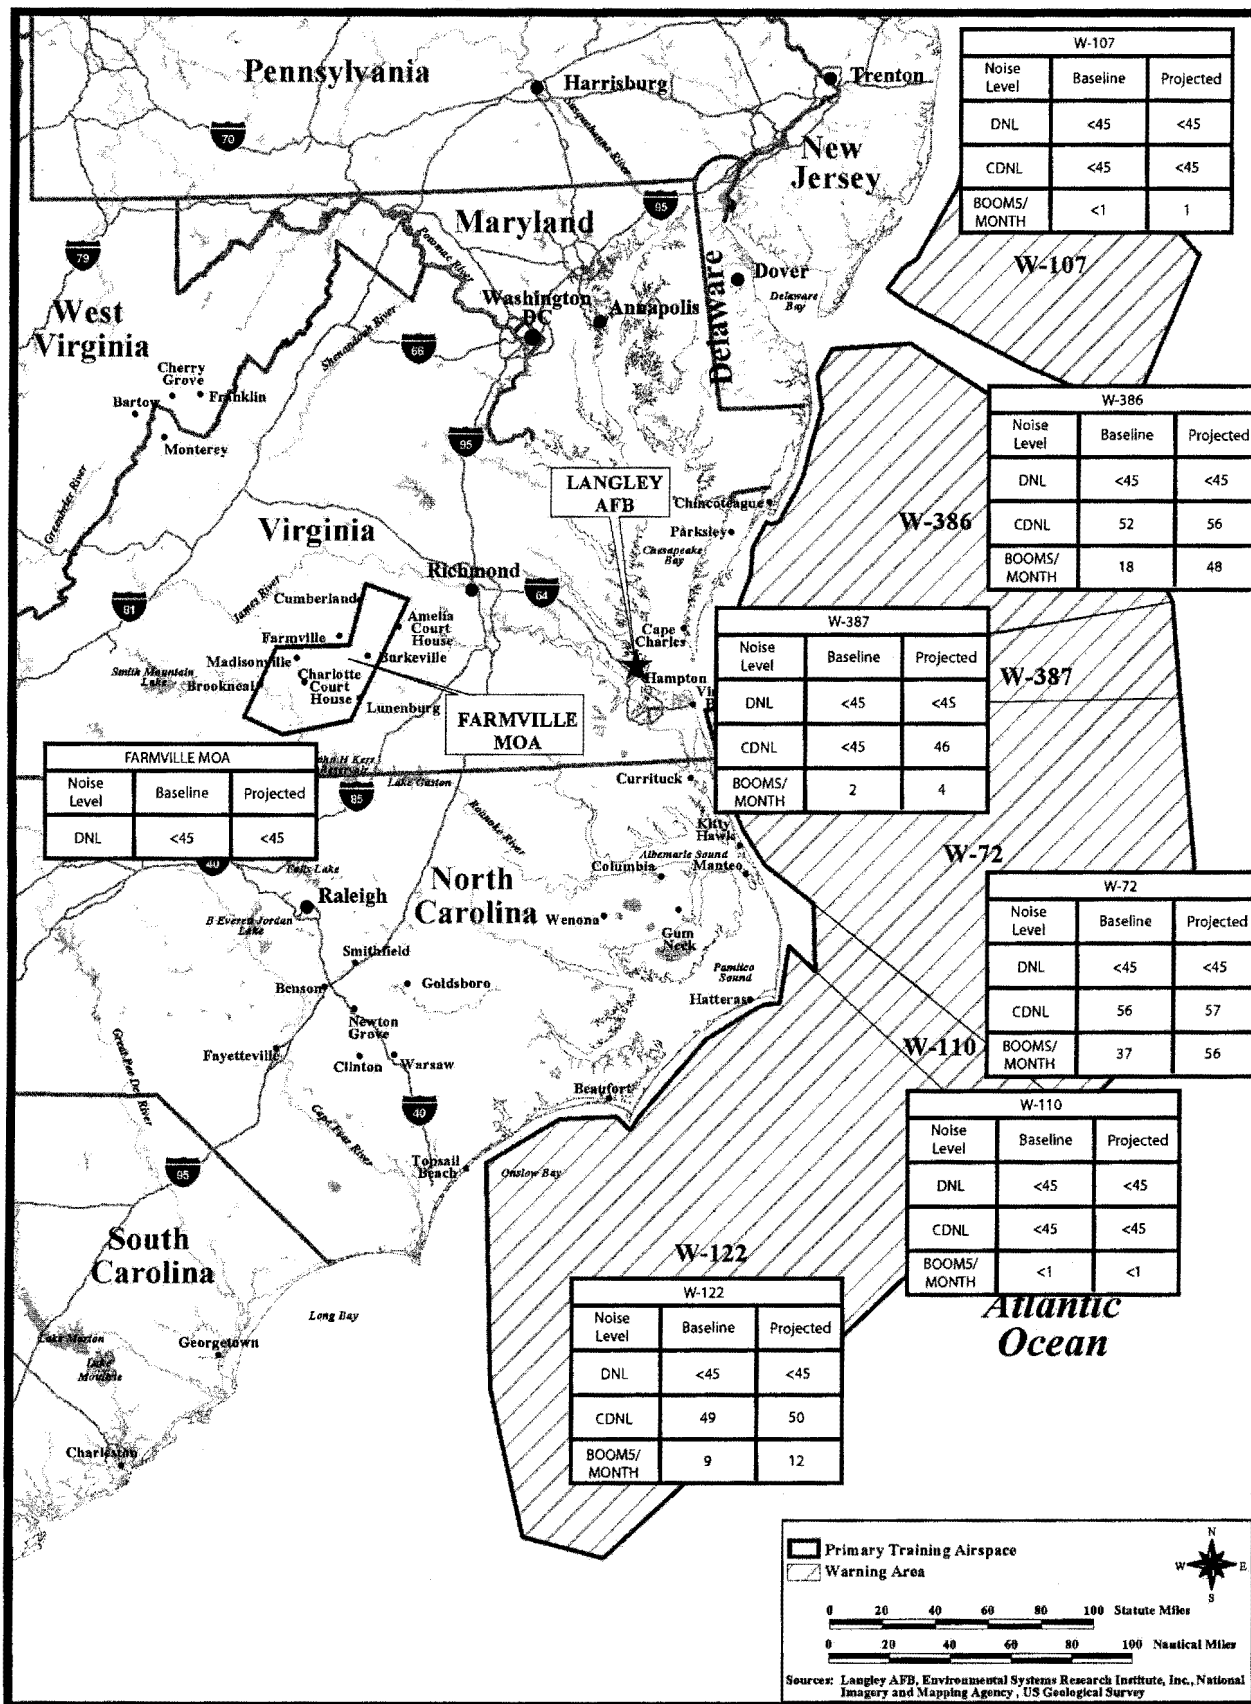 Pennsylvania
Harrisburg
Trenton
70
Susquehanna River
New
Jersey
W-107
Noise Level Baseline Projected
DNL <45 <45
CDNL <45 <45
BOOMS/MONTH <1 1
W-107
95
Maryland
Potomac River
79
Dover
Delaware
Delaware
Bay
Washington
DC
Annapolis
West
Virginia
Shenandoah River
66
Cherry
Grove
Franklin
Bartow
Monterey
95
Greenbrier River
W-386
Noise Level Baseline Projected
DNL <45 <45
CDNL 52 56
BOOMS/MONTH 18 48
W-386
LANGLEY
AFB
Chincoteague
Parksley
Chesapeake
Bay
Virginia
Richmond
64
81
James River
Cumberland
Amelia
Court
House
Farmville
Burkeville
Madisonville
Charlotte
Court
House
Brookneal
Smith Mountain
Lake
Lunenburg
Cape
Charles
Hampton
FARMVILLE
MOA
W-387
Noise Level Baseline Projected
DNL <45 <45
CDNL <45 46
BOOMS/MONTH 2 4
W-387
FARMVILLE MOA
Noise Level Baseline Projected
DNL <45 <45
Lake Gaston
85
40
Currituck
Roanoke River
Kitty
Hawk
Albemarle Sound
Columbia
Manteo
Falls Lake
Raleigh
North
Carolina
Wenona
Gum
Neck
B Everett Jordan
Lake
Smithfield
Benson
Goldsboro
Pamlico
Sound
Hatteras
W-72
W-72
Noise Level Baseline Projected
DNL <45 <45
CDNL 56 57
BOOMS/MONTH 37 56
Newton
Grove
Fayetteville
Clinton
Warsaw
Great Pee Dee River
W-110
W-110
Noise Level Baseline Projected
DNL <45 <45
CDNL <45 <45
BOOMS/MONTH <1 <1
Beaufort
40
Cape Fear River
95
Topsail
Beach
Onslow Bay
South
Carolina
W-122
W-122
Noise Level Baseline Projected
DNL <45 <45
CDNL 49 50
BOOMS/MONTH 9 12
Atlantic
Ocean
Long Bay
Lake Marion
Lake
Moultrie
Georgetown
Charleston
Primary Training Airspace
Warning Area
N
W E
S
0 20 40 60 80 100 Statute Miles
0 20 40 60 80 100 Nautical Miles
Sources: Langley AFB, Environmental Systems Research Institute, Inc., National
Imagery and Mapping Agency , US Geological Survey